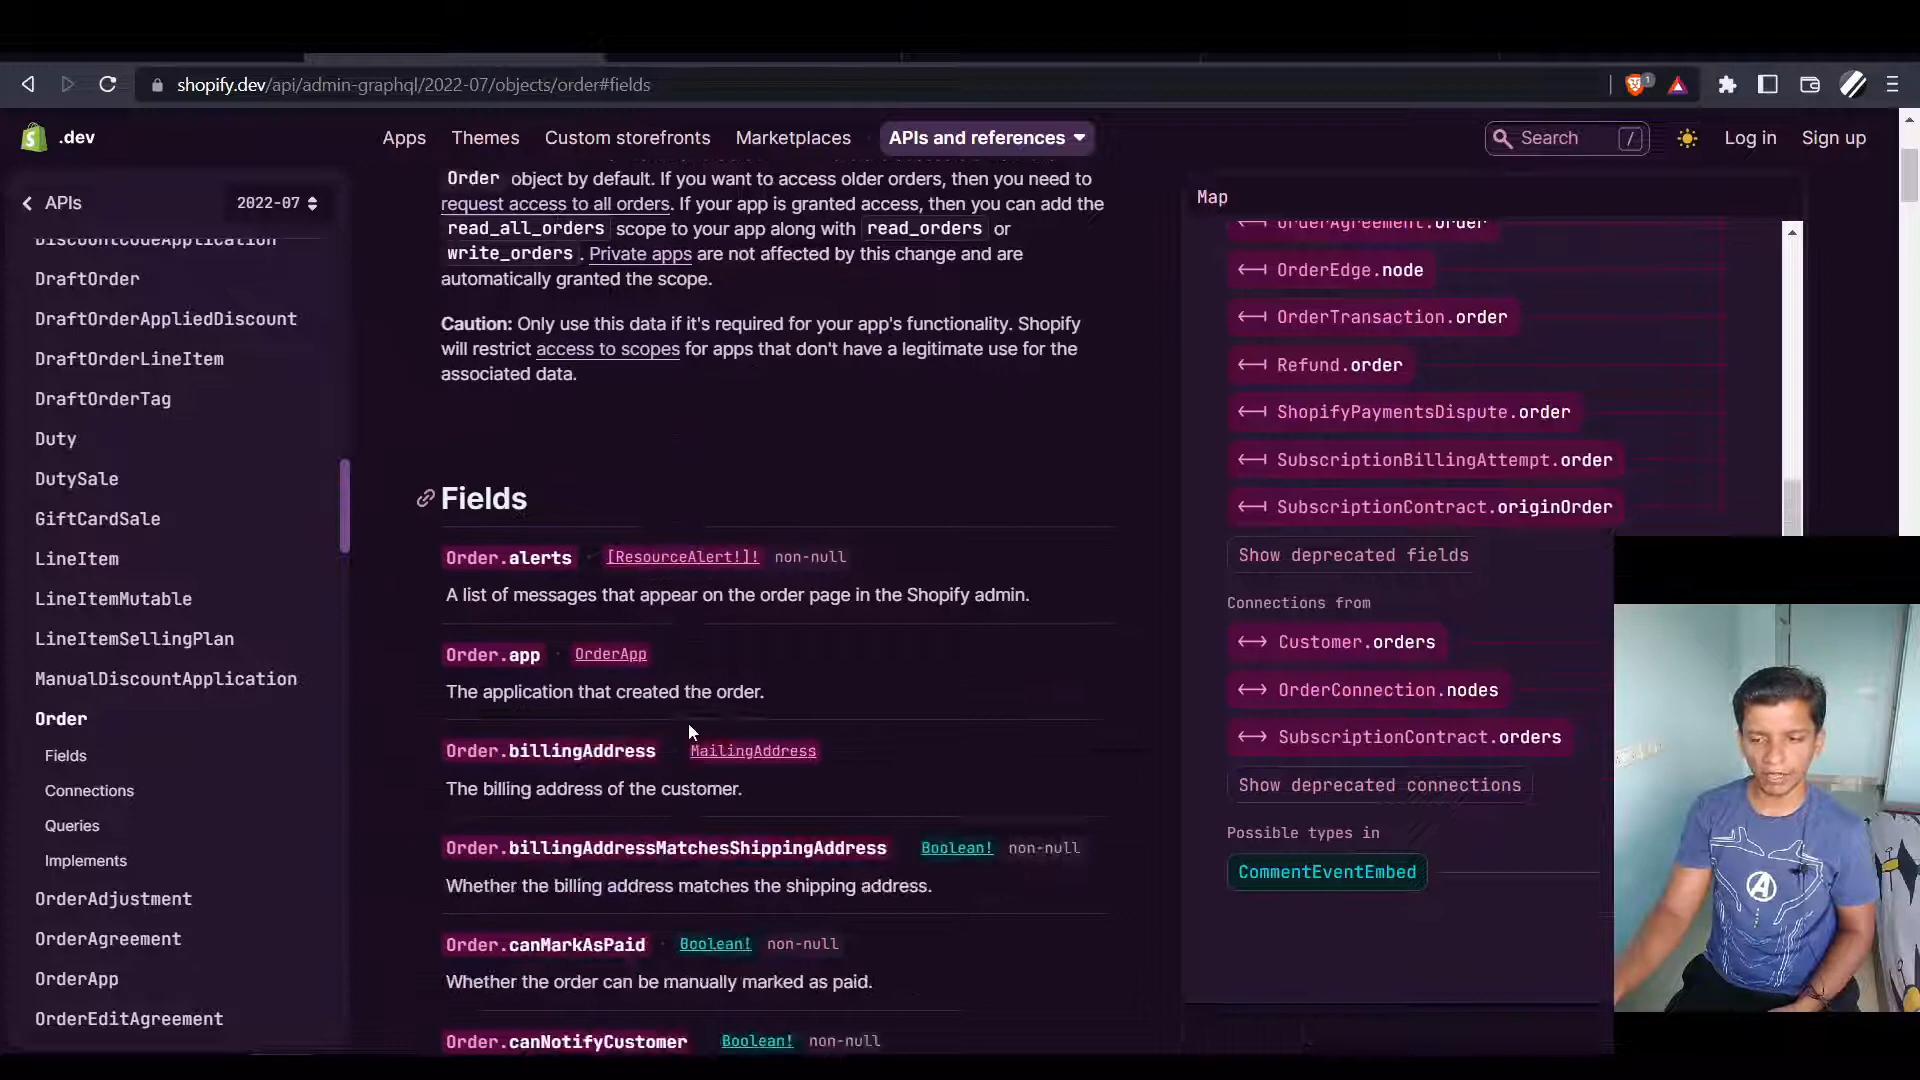 shopify.dev/api/admin-graphql/2022-07/objects/order#fields
1
.dev
Apps
Themes
Custom storefronts
Marketplaces
APIs and references
Search
/
Log in
Sign up
APIs
2022-07
DiscountCodeApplication
DraftOrder
DraftOrderAppliedDiscount
DraftOrderLineItem
DraftOrderTag
Duty
DutySale
GiftCardSale
LineItem
LineItemMutable
LineItemSellingPlan
ManualDiscountApplication
Order
Fields
Connections
Queries
Implements
OrderAdjustment
OrderAgreement
OrderApp
OrderEditAgreement
Order object by default. If you want to access older orders, then you need to
request access to all orders. If your app is granted access, then you can add the
read_all_orders scope to your app along with read_orders or
write_orders . Private apps are not affected by this change and are
automatically granted the scope.
Caution: Only use this data if it's required for your app's functionality. Shopify
will restrict access to scopes for apps that don't have a legitimate use for the
associated data.
Fields
Order.alerts · [ResourceAlert!]! non-null
A list of messages that appear on the order page in the Shopify admin.
Order.app · OrderApp
The application that created the order.
Order.billingAddress MailingAddress
The billing address of the customer.
Order.billingAddressMatchesShippingAddress Boolean! non-null
Whether the billing address matches the shipping address.
Order.canMarkAsPaid · Boolean! non-null
Whether the order can be manually marked as paid.
Order.canNotifyCustomer Boolean! non-null
Map
OrderAgreement.order
OrderEdge.node
OrderTransaction.order
Refund.order
ShopifyPaymentsDispute.order
SubscriptionBillingAttempt.order
SubscriptionContract.originOrder
Show deprecated fields
Connections from
Customer.orders
OrderConnection.nodes
SubscriptionContract.orders
Show deprecated connections
Possible types in
CommentEventEmbed